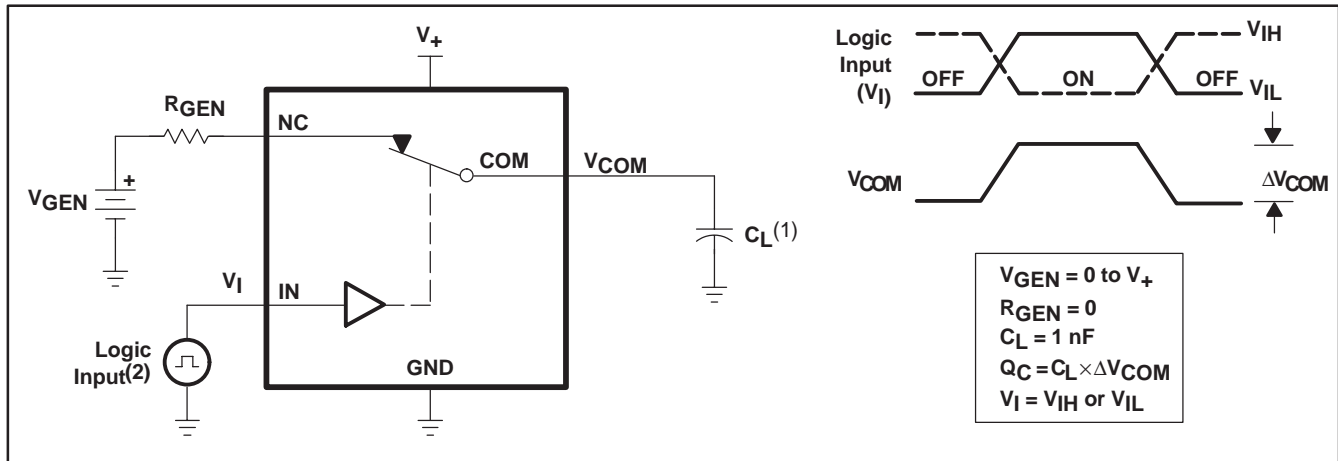 V+
RGEN
NC
COM
VCOM
VGEN
+
CL(1)
VI
IN
Logic
Input(2)
GND
Logic
Input
(VI)
OFF
ON
OFF
VIH
VIL
VCOM
ΔVCOM
VGEN = 0 to V+
RGEN = 0
CL = 1 nF
QC = CL × ΔVCOM
VI = VIH or VIL